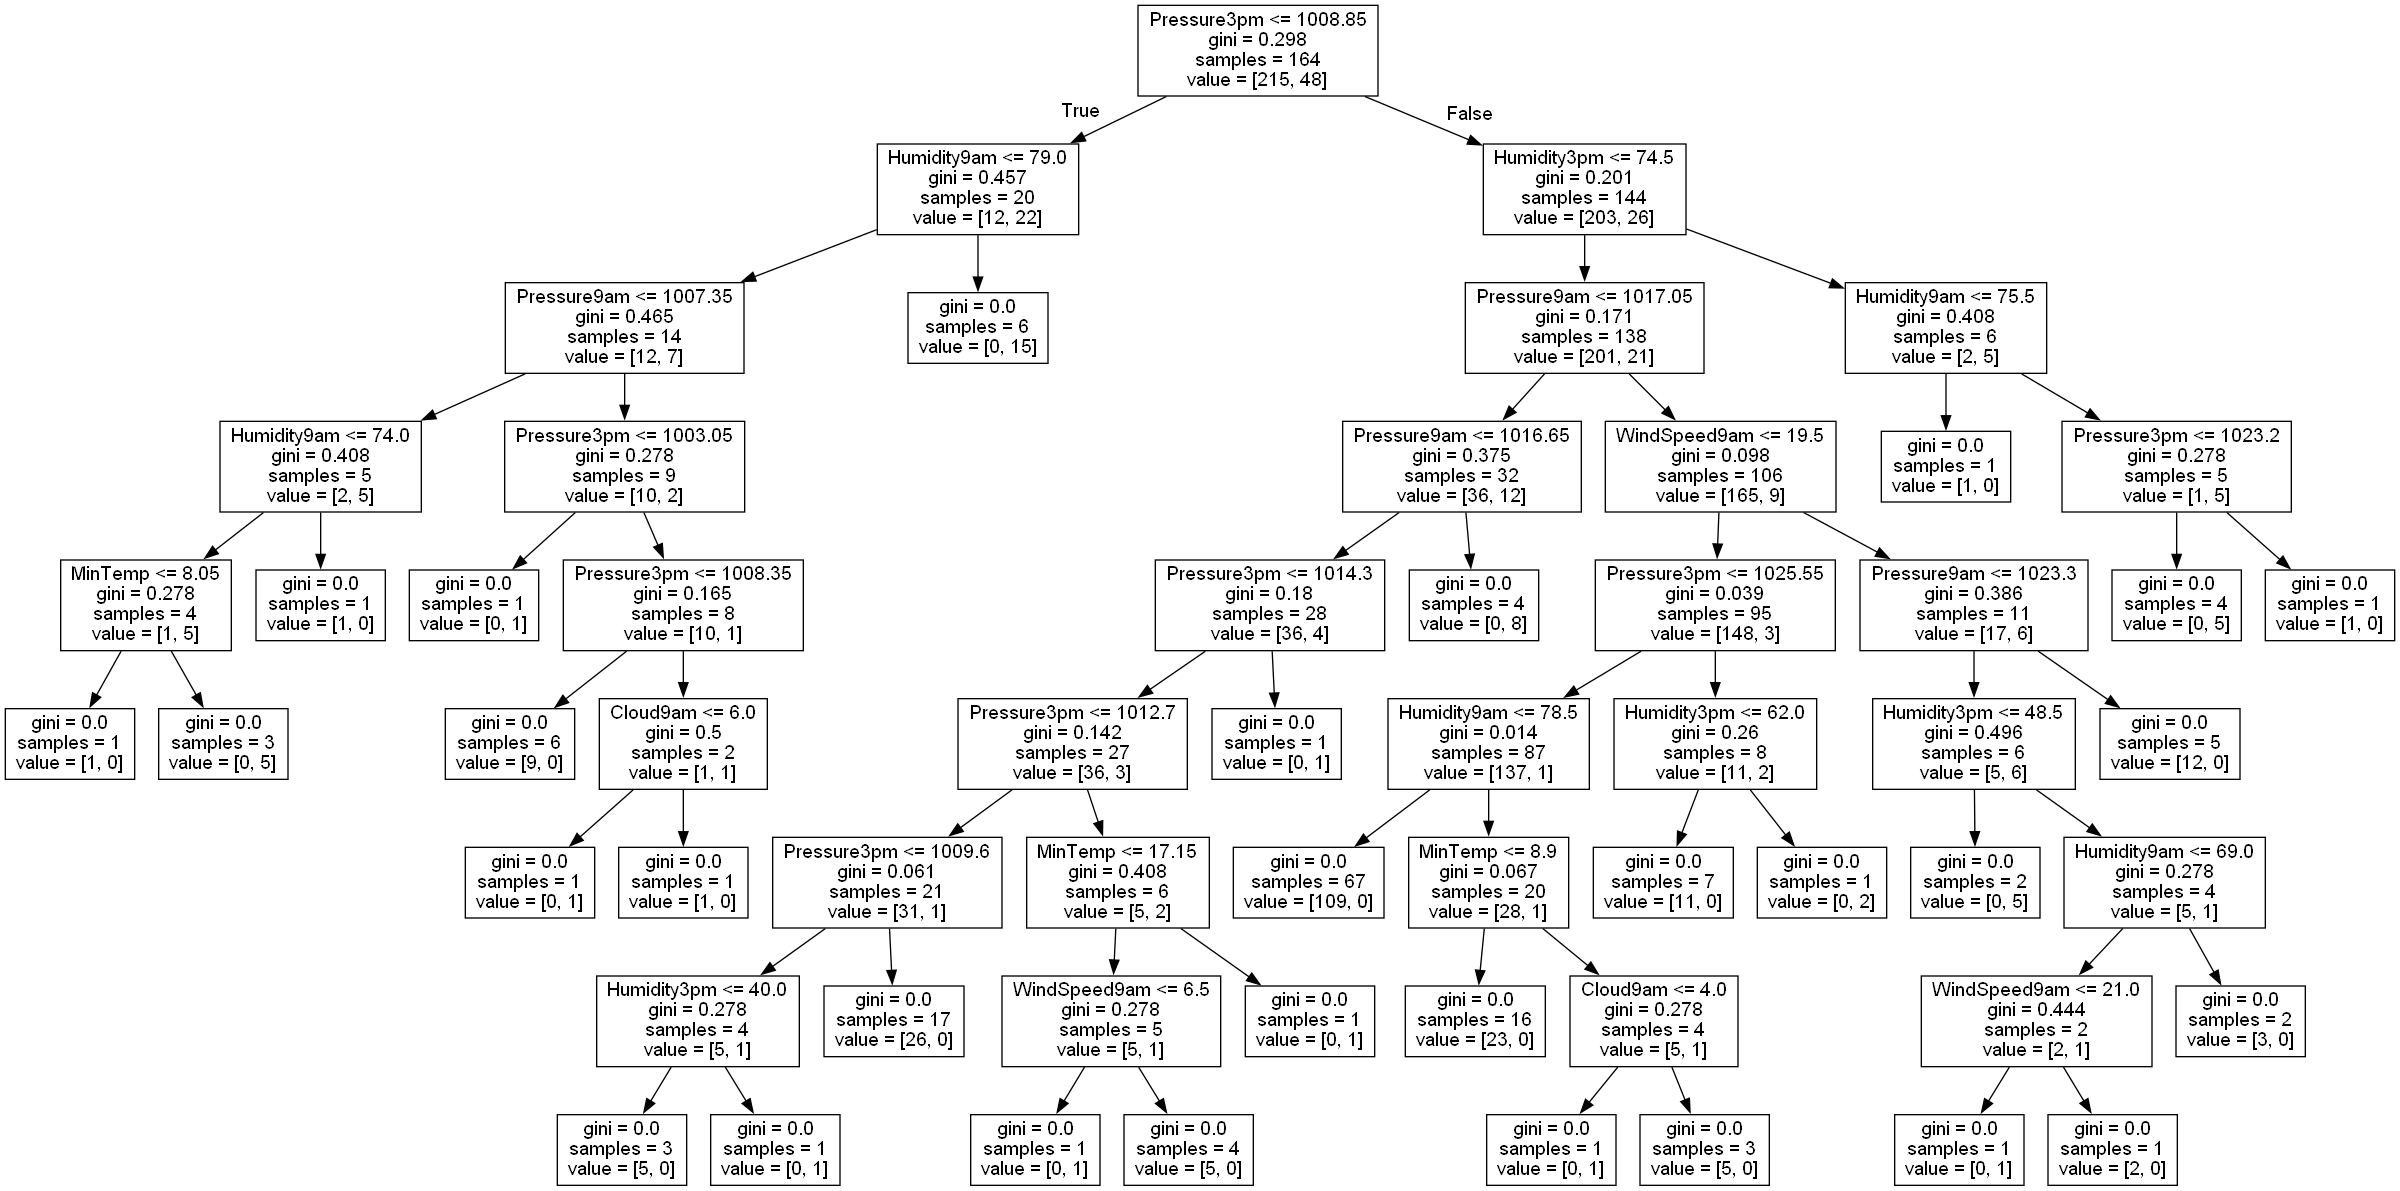 Pressure3pm <= 1008.85
gini = 0.298
samples = 164
value = [215, 48]
True
False
Humidity9am <= 79.0
gini = 0.457
samples = 20
value = [12, 22]
Humidity3pm <= 74.5
gini = 0.201
samples = 144
value = [203, 26]
Pressure9am <= 1007.35
gini = 0.465
samples = 14
value = [12, 7]
gini = 0.0
samples = 6
value = [0, 15]
Pressure9am <= 1017.05
gini = 0.171
samples = 138
value = [201, 21]
Humidity9am <= 75.5
gini = 0.408
samples = 6
value = [2, 5]
Humidity9am <= 74.0
gini = 0.408
samples = 5
value = [2, 5]
Pressure3pm <= 1003.05
gini = 0.278
samples = 9
value = [10, 2]
Pressure9am <= 1016.65
gini = 0.375
samples = 32
value = [36, 12]
WindSpeed9am <= 19.5
gini = 0.098
samples = 106
value = [165, 9]
gini = 0.0
samples = 1
value = [1, 0]
Pressure3pm <= 1023.2
gini = 0.278
samples = 5
value = [1, 5]
MinTemp <= 8.05
gini = 0.278
samples = 4
value = [1, 5]
gini = 0.0
samples = 1
value = [1, 0]
gini = 0.0
samples = 1
value = [0, 1]
Pressure3pm <= 1008.35
gini = 0.165
samples = 8
value = [10, 1]
Pressure3pm <= 1014.3
gini = 0.18
samples = 28
value = [36, 4]
gini = 0.0
samples = 4
value = [0, 8]
Pressure3pm <= 1025.55
gini = 0.039
samples = 95
value = [148, 3]
Pressure9am <= 1023.3
gini = 0.386
samples = 11
value = [17, 6]
gini = 0.0
samples = 4
value = [0, 5]
gini = 0.0
samples = 1
value = [1, 0]
gini = 0.0
samples = 1
value = [1, 0]
gini = 0.0
samples = 3
value = [0, 5]
gini = 0.0
samples = 6
value = [9, 0]
Cloud9am <= 6.0
gini = 0.5
samples = 2
value = [1, 1]
Pressure3pm <= 1012.7
gini = 0.142
samples = 27
value = [36, 3]
gini = 0.0
samples = 1
value = [0, 1]
Humidity9am <= 78.5
gini = 0.014
samples = 87
value = [137, 1]
Humidity3pm <= 62.0
gini = 0.26
samples = 8
value = [11, 2]
Humidity3pm <= 48.5
gini = 0.496
samples = 6
value = [5, 6]
gini = 0.0
samples = 5
value = [12, 0]
gini = 0.0
samples = 1
value = [0, 1]
gini = 0.0
samples = 1
value = [1, 0]
Pressure3pm <= 1009.6
gini = 0.061
samples = 21
value = [31, 1]
MinTemp <= 17.15
gini = 0.408
samples = 6
value = [5, 2]
gini = 0.0
samples = 67
value = [109, 0]
MinTemp <= 8.9
gini = 0.067
samples = 20
value = [28, 1]
gini = 0.0
samples = 7
value = [11, 0]
gini = 0.0
samples = 1
value = [0, 2]
gini = 0.0
samples = 2
value = [0, 5]
Humidity9am <= 69.0
gini = 0.278
samples = 4
value = [5, 1]
Humidity3pm <= 40.0
gini = 0.278
samples = 4
value = [5, 1]
gini = 0.0
samples = 17
value = [26, 0]
WindSpeed9am <= 6.5
gini = 0.278
samples = 5
value = [5, 1]
gini = 0.0
samples = 1
value = [0, 1]
gini = 0.0
samples = 16
value = [23, 0]
Cloud9am <= 4.0
gini = 0.278
samples = 4
value = [5, 1]
WindSpeed9am <= 21.0
gini = 0.444
samples = 2
value = [2, 1]
gini = 0.0
samples = 2
value = [3, 0]
gini = 0.0
samples = 3
value = [5, 0]
gini = 0.0
samples = 1
value = [0, 1]
gini = 0.0
samples = 1
value = [0, 1]
gini = 0.0
samples = 4
value = [5, 0]
gini = 0.0
samples = 1
value = [0, 1]
gini = 0.0
samples = 3
value = [5, 0]
gini = 0.0
samples = 1
value = [0, 1]
gini = 0.0
samples = 1
value = [2, 0]